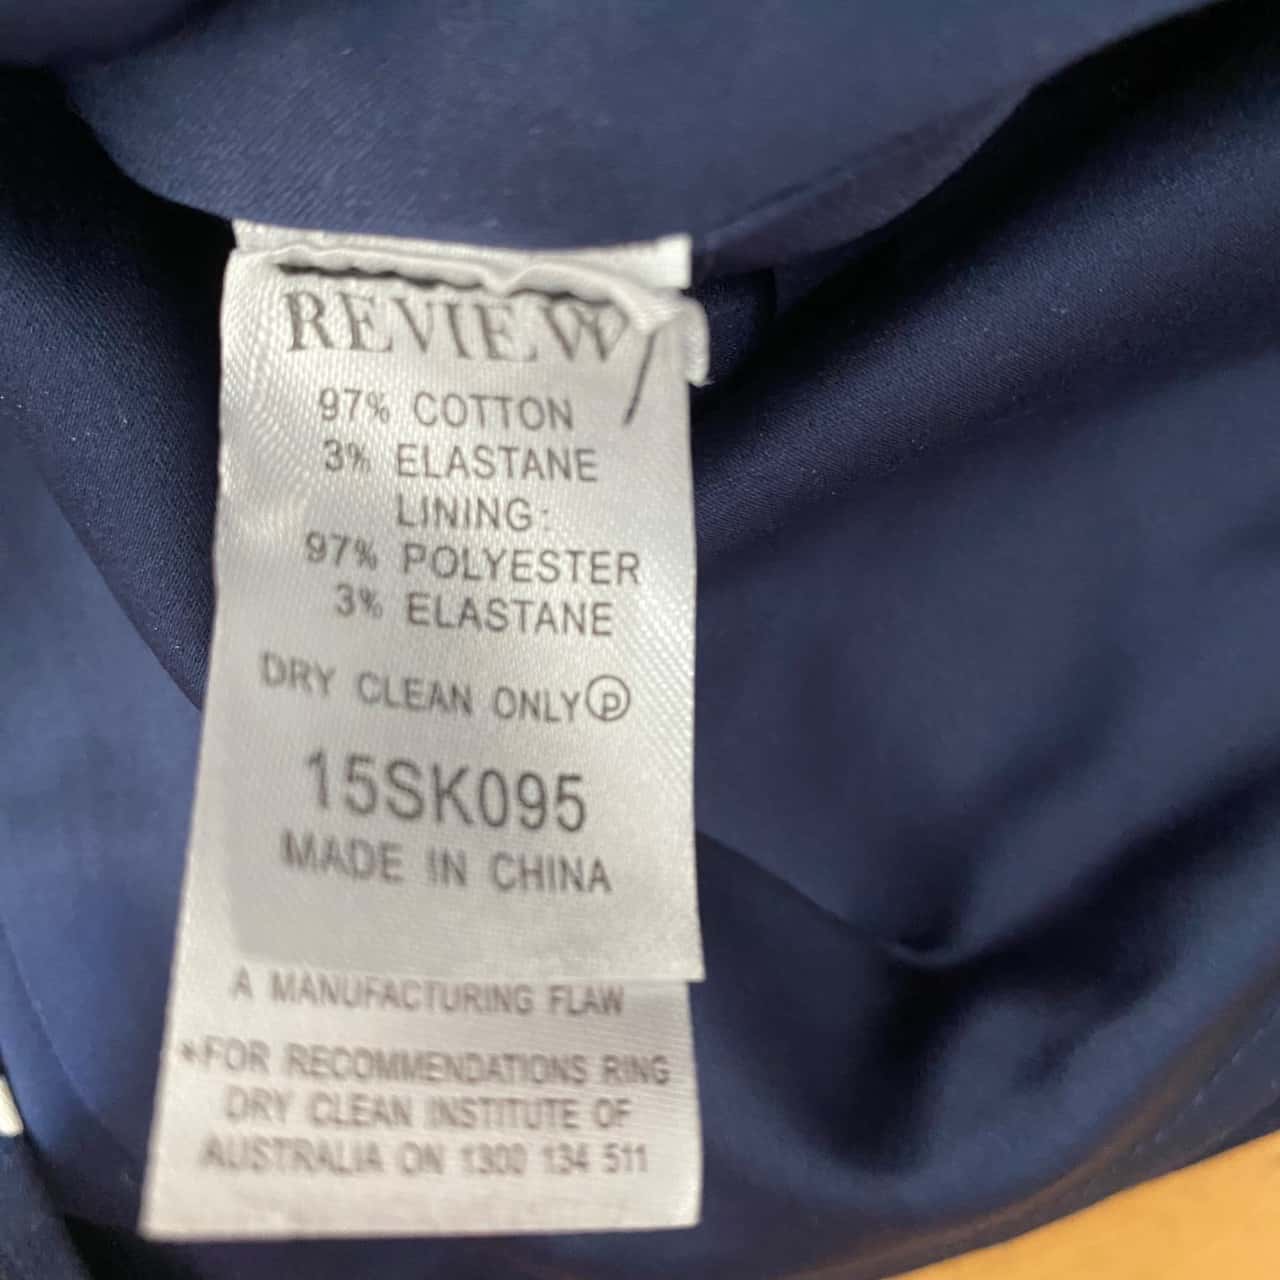 REVIEW
97% COTTON
3% ELASTANE
LINING:
97% POLYESTER
3% ELASTANE
DRY CLEAN ONLY Ⓟ
15SK095
MADE IN CHINA
A MANUFACTURING FLAW
*FOR RECOMMENDATIONS RING
DRY CLEAN INSTITUTE OF
AUSTRALIA ON 1300 134 511